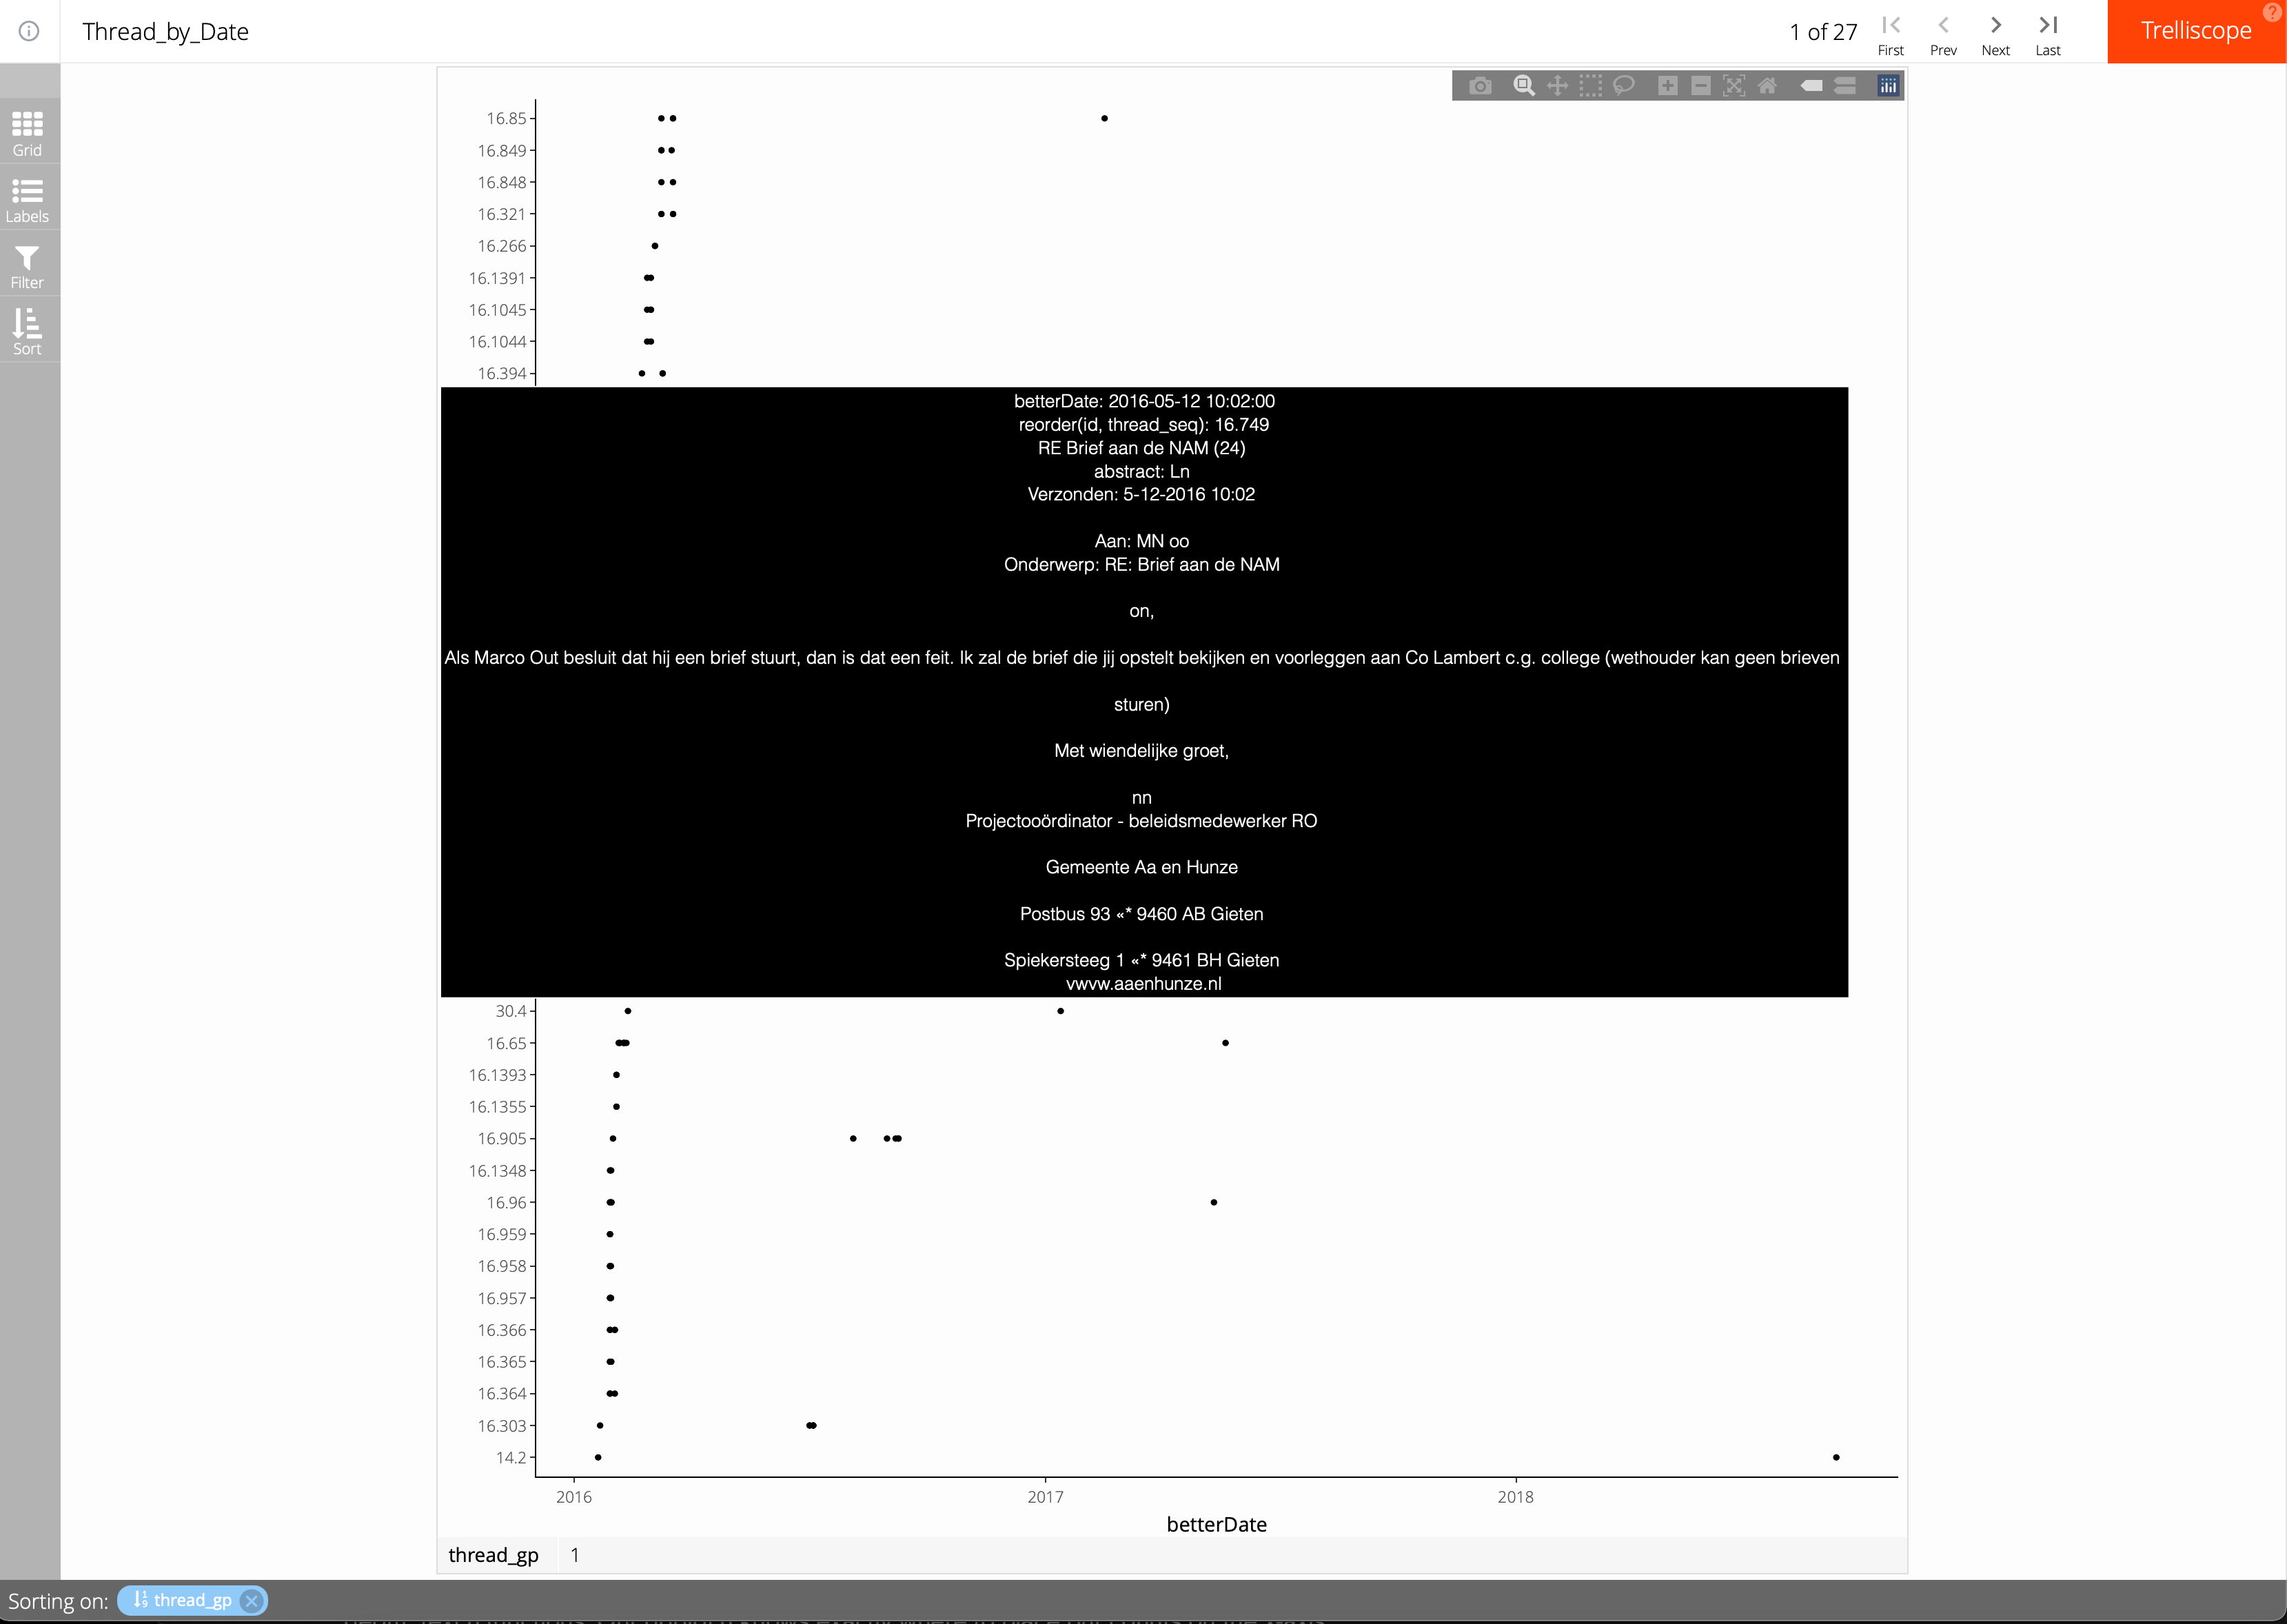 Thread_by_Date
1 of 27
First
Prev
Next
Last
Trelliscope
?
Grid
Labels
Filter
Sort
16.85
16.849
16.848
16.321
16.266
16.1391
16.1045
16.1044
16.394
betterDate: 2016-05-12 10:02:00
reorder(id, thread_seq): 16.749
RE Brief aan de NAM (24)
abstract: Ln
Verzonden: 5-12-2016 10:02
Aan: MN oo
Onderwerp: RE: Brief aan de NAM
on,
Als Marco Out besluit dat hij een brief stuurt, dan is dat een feit. Ik zal de brief die jij opstelt bekijken en voorleggen aan Co Lambert c.g. college (wethouder kan geen brieven
sturen)
Met wiendelijke groet,
nn
Projectooördinator - beleidsmedewerker RO
Gemeente Aa en Hunze
Postbus 93 «* 9460 AB Gieten
Spiekersteeg 1 «* 9461 BH Gieten
vwvw.aaenhunze.nl
30.4
16.65
16.1393
16.1355
16.905
16.1348
16.96
16.959
16.958
16.957
16.366
16.365
16.364
16.303
14.2
2016
2017
2018
betterDate
thread_gp 1
Sorting on: thread_gp